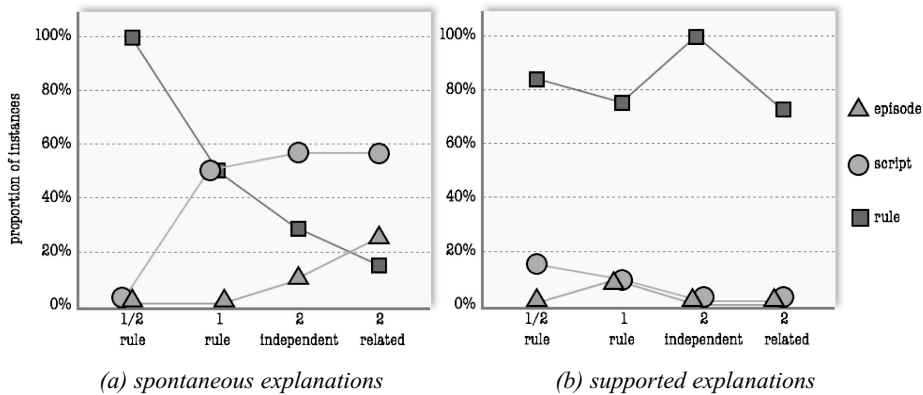 proportion of instances
100%
80%
60%
40%
20%
0%
1/2 rule
1 rule
2 independent
2 related
(a) spontaneous explanations
100%
80%
60%
40%
20%
0%
1/2 rule
1 rule
2 independent
2 related
(b) supported explanations
episode
script
rule